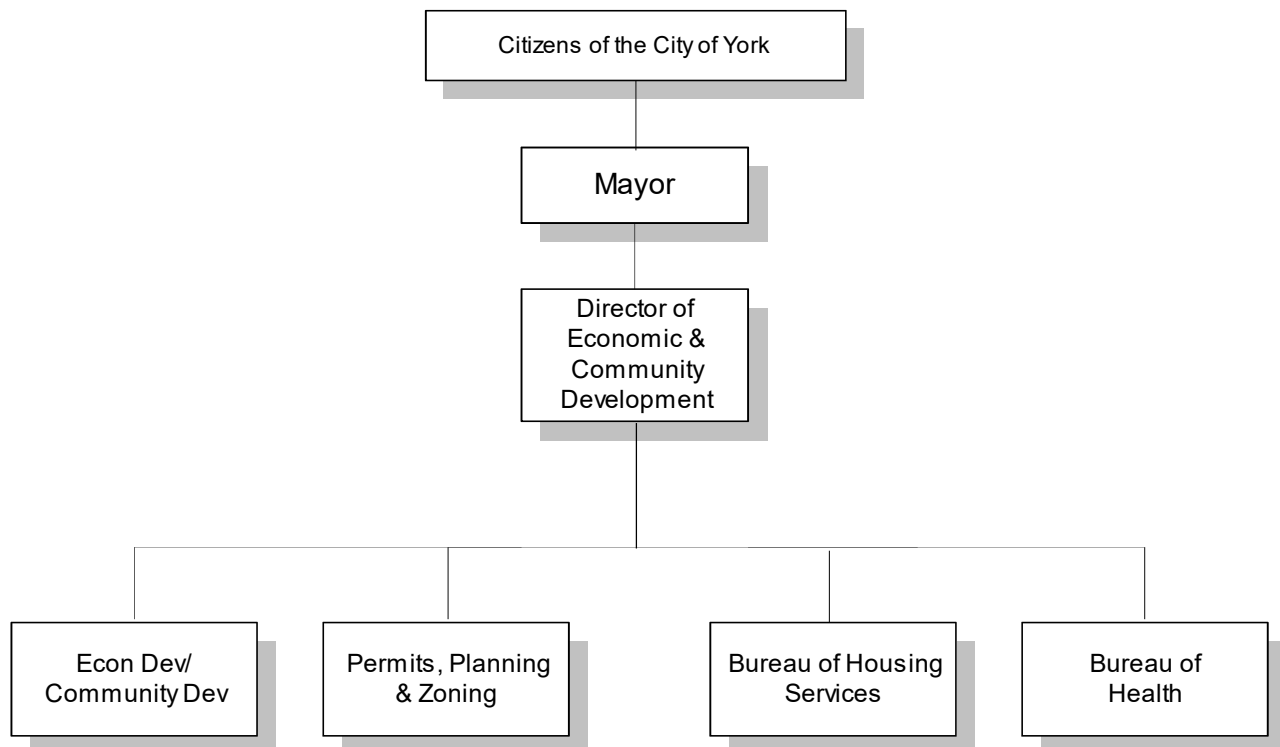 Citizens of the City of York
Mayor
Director of
Economic &
Community
Development
Econ Dev/
Community Dev
Permits, Planning
& Zoning
Bureau of Housing
Services
Bureau of
Health